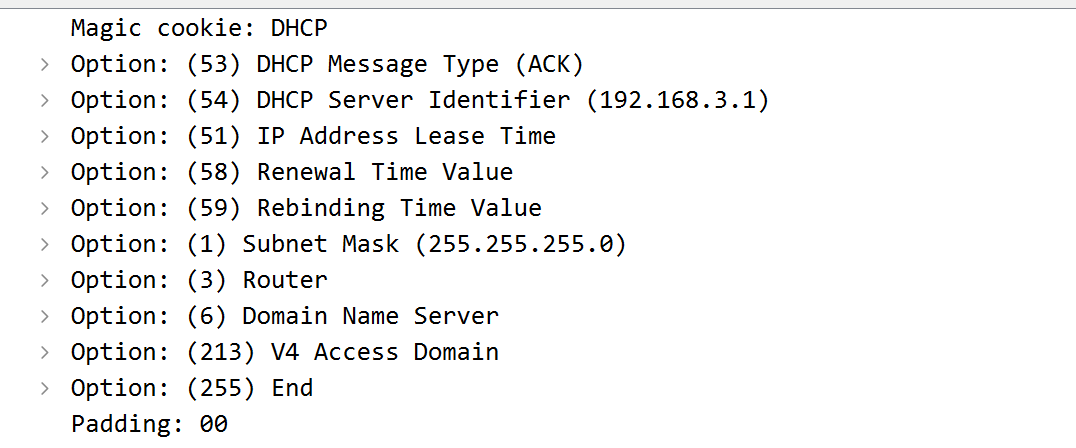 Magic cookie: DHCP
Option: (53) DHCP Message Type (ACK)
Option: (54) DHCP Server Identifier (192.168.3.1)
Option: (51) IP Address Lease Time
Option: (58) Renewal Time Value
Option: (59) Rebinding Time Value
Option: (1) Subnet Mask (255.255.255.0)
Option: (3) Router
Option: (6) Domain Name Server
Option: (213) V4 Access Domain
Option: (255) End
Padding: 00